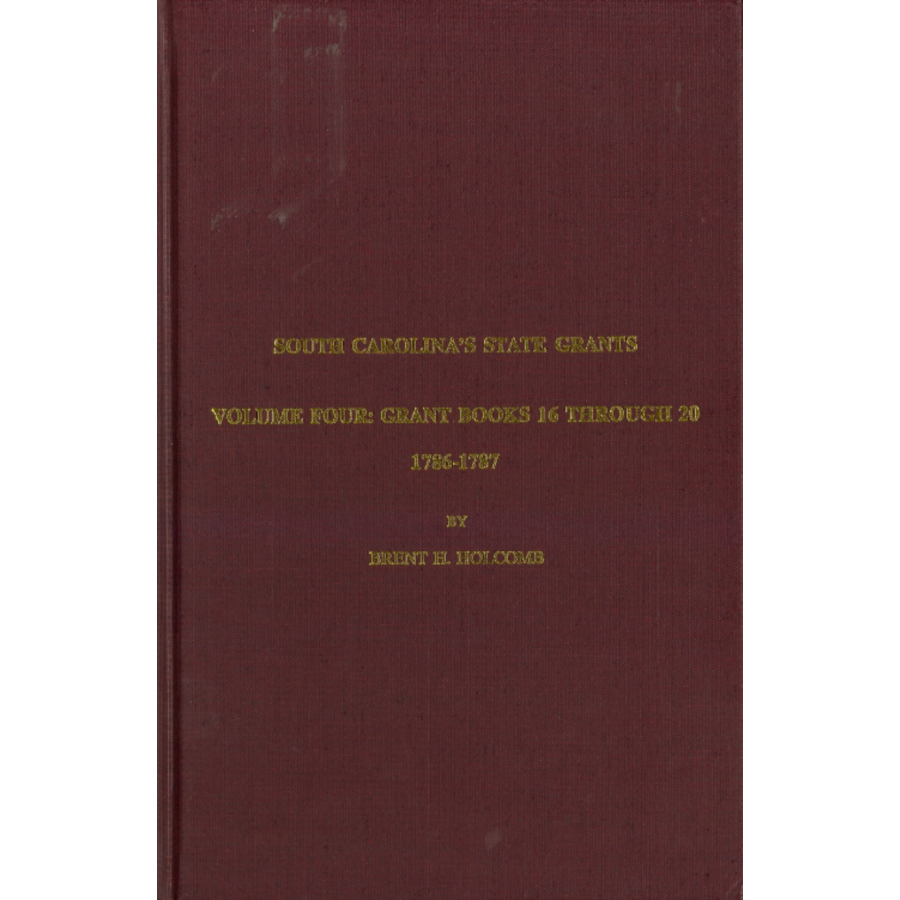 SOUTH CAROLINA'S STATE GRANTS
VOLUME FOUR: GRANT BOOKS 16 THROUGH 20
1786-1787
BY
BRENT H. HOLCOMB